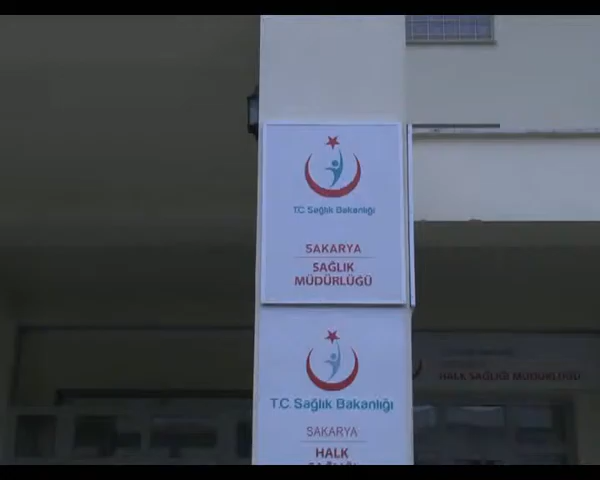 T.C. Sağlık Bakanlığı
SAKARYA
SAĞLIK
MÜDÜRLÜĞÜ
T.C. Sağlık Bakanlığı
SAKARYA
HALK
HALK SAĞLIĞI MÜDÜRLÜĞÜ